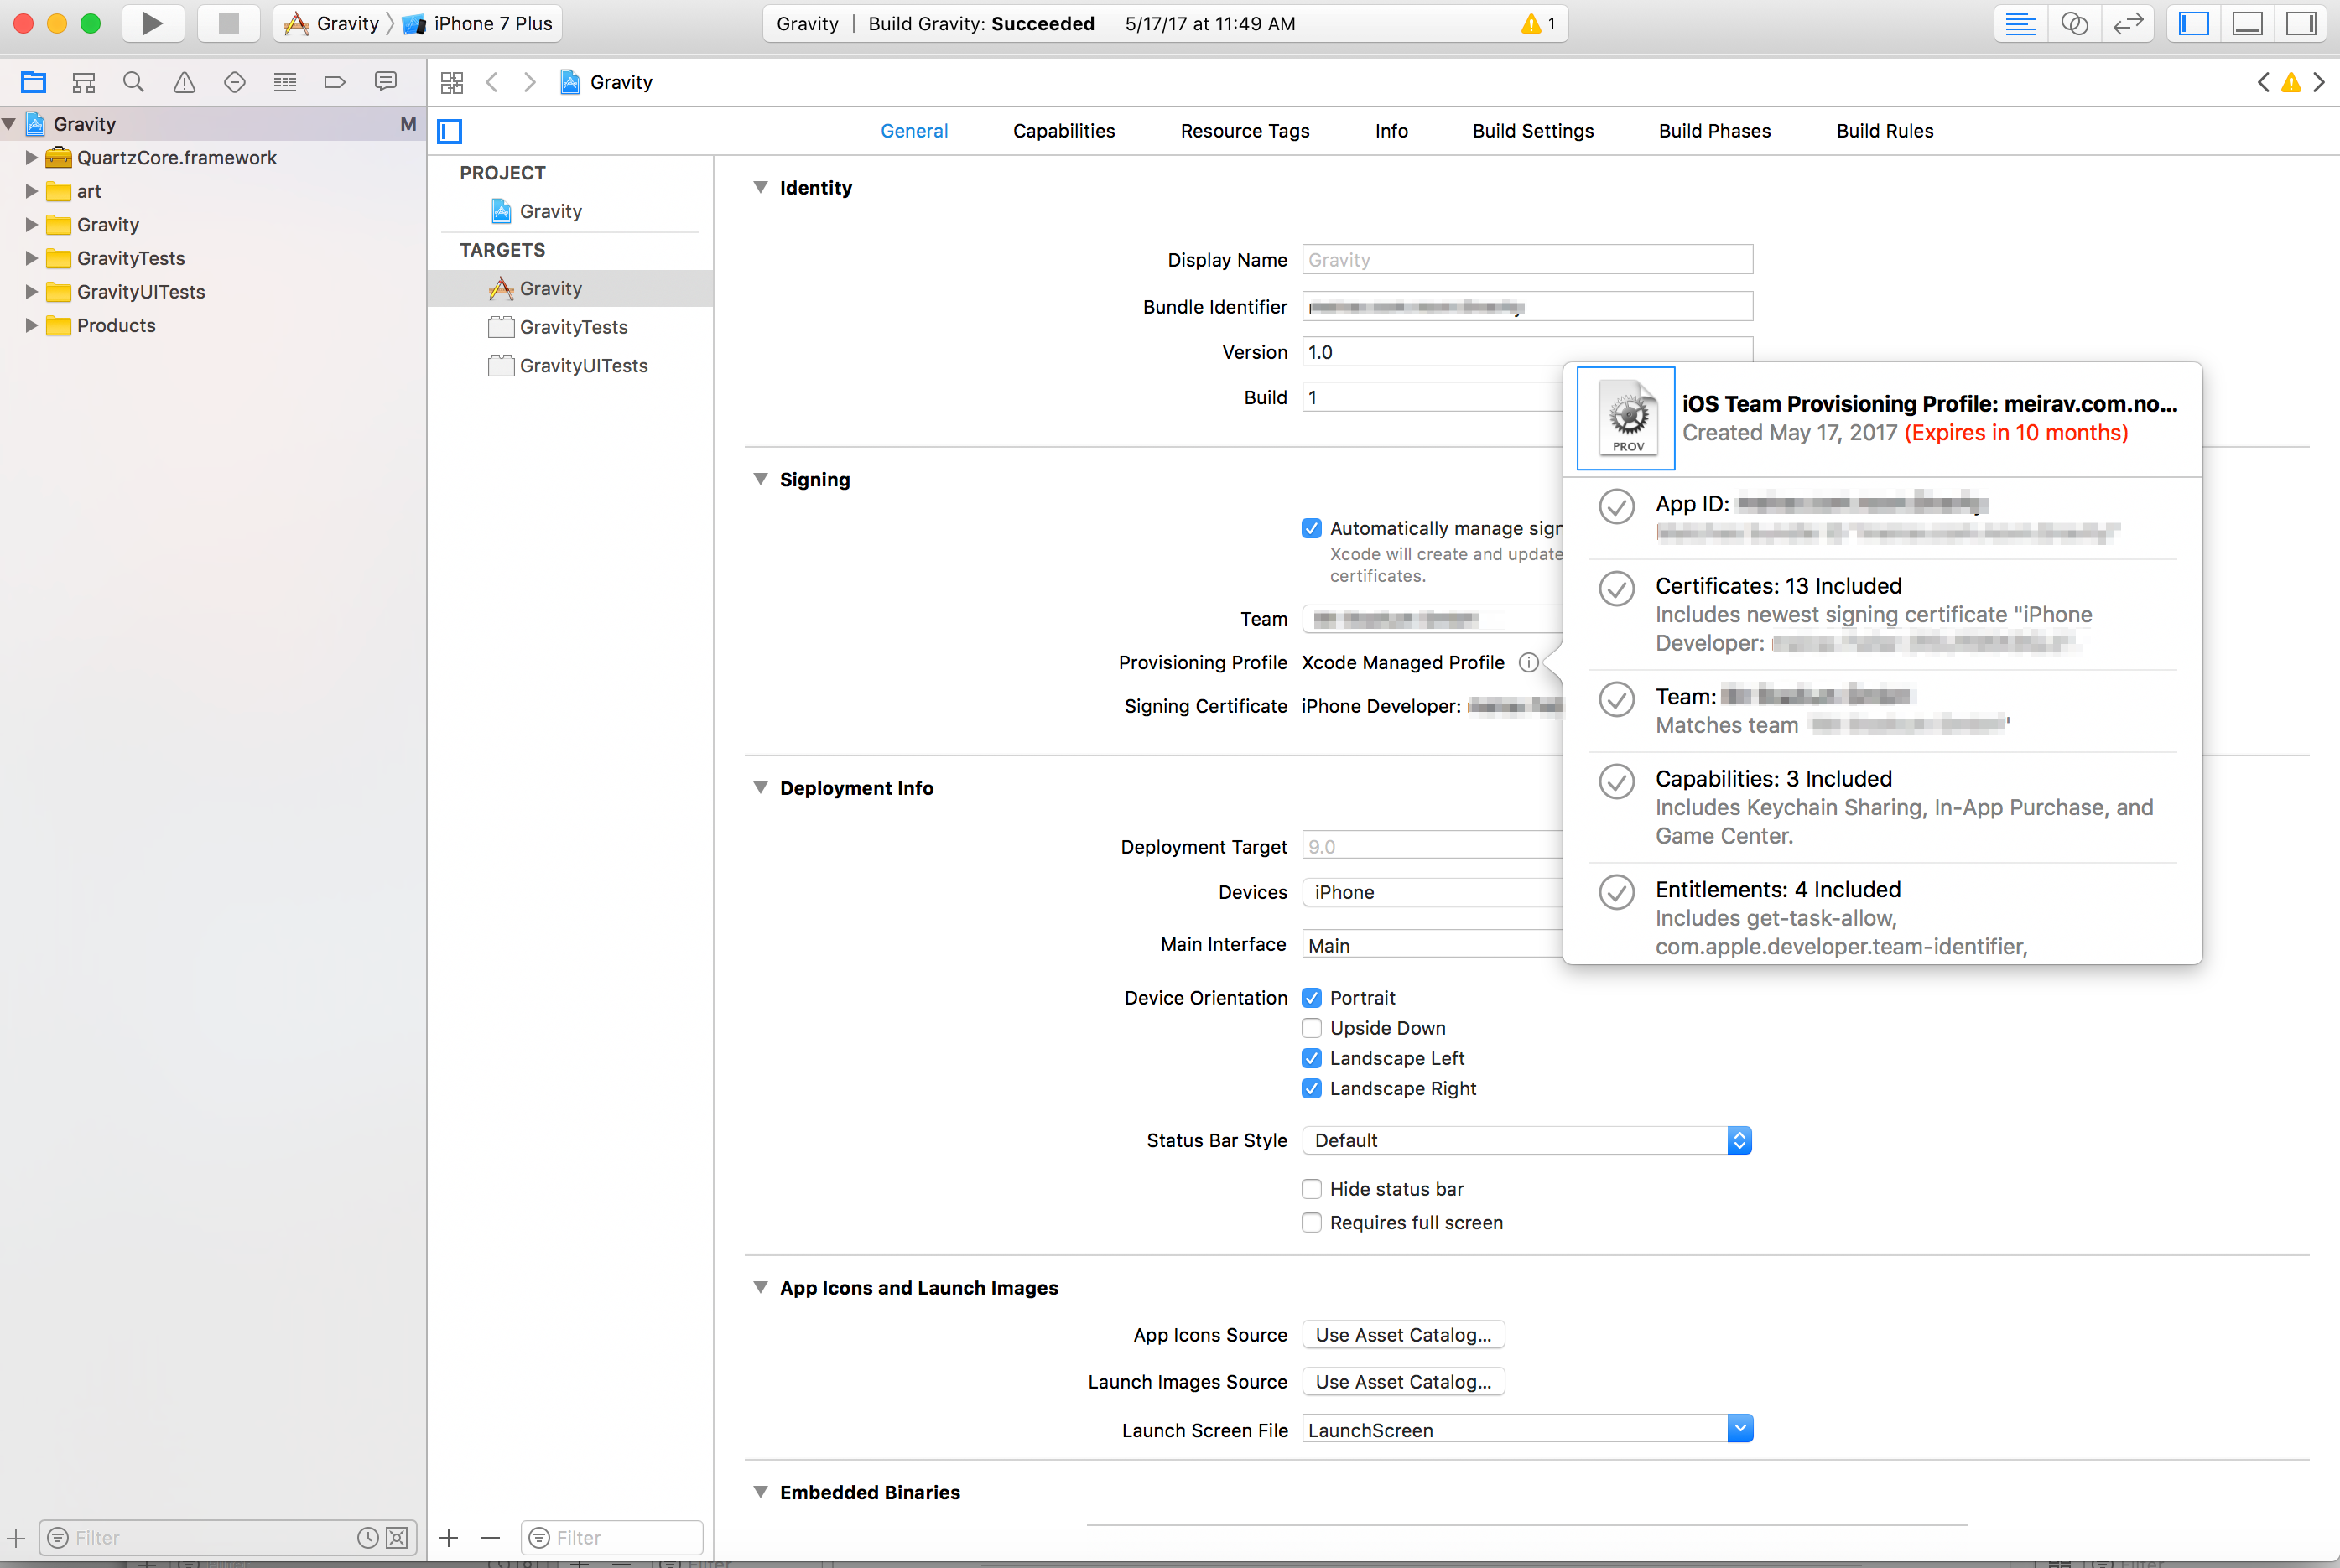 Gravity
iPhone 7 Plus
Gravity | Build Gravity: Succeeded | 5/17/17 at 11:49 AM
1
Gravity
Gravity
M
QuartzCore.framework
art
Gravity
GravityTests
GravityUITests
Products
Filter
General
Capabilities
Resource Tags
Info
Build Settings
Build Phases
Build Rules
PROJECT
Gravity
TARGETS
Gravity
GravityTests
GravityUITests
Filter
Identity
Display Name
Gravity
Bundle Identifier
Version
1.0
Build
1
Signing
Automatically manage sign
Xcode will create and update
certificates.
Team
Provisioning Profile
Xcode Managed Profile
Signing Certificate
iPhone Developer:
Deployment Info
Deployment Target
9.0
Devices
iPhone
Main Interface
Main
Device Orientation
Portrait
Upside Down
Landscape Left
Landscape Right
Status Bar Style
Default
Hide status bar
Requires full screen
App Icons and Launch Images
App Icons Source
Use Asset Catalog...
Launch Images Source
Use Asset Catalog...
Launch Screen File
LaunchScreen
Embedded Binaries
PROV
iOS Team Provisioning Profile: meirav.com.no...
Created May 17, 2017 (Expires in 10 months)
App ID:
Certificates: 13 Included
Includes newest signing certificate "iPhone
Developer:
Team:
Matches team
Capabilities: 3 Included
Includes Keychain Sharing, In-App Purchase, and
Game Center.
Entitlements: 4 Included
Includes get-task-allow,
com.apple.developer.team-identifier,